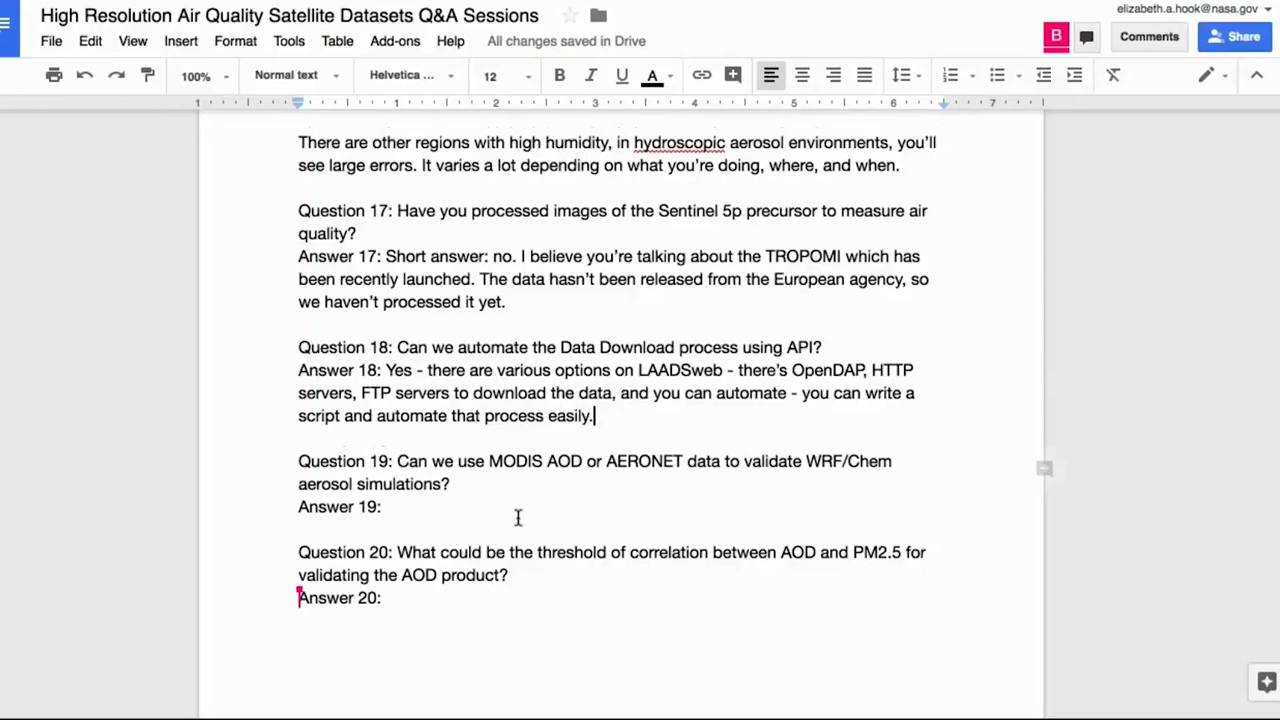 High Resolution Air Quality Satellite Datasets Q&A Sessions
elizabeth.a.hook@nasa.gov
File Edit View Insert Format Tools Table Add-ons Help All changes saved in Drive
B Comments Share
100% Normal text Helvetica ... 12 B I U A
1 1 2 3 4 5 6 7
There are other regions with high humidity, in hydroscopic aerosol environments, you'll
see large errors. It varies a lot depending on what you're doing, where, and when.
Question 17: Have you processed images of the Sentinel 5p precursor to measure air
quality?
Answer 17: Short answer: no. I believe you're talking about the TROPOMI which has
been recently launched. The data hasn't been released from the European agency, so
we haven't processed it yet.
Question 18: Can we automate the Data Download process using API?
Answer 18: Yes - there are various options on LAADSweb - there's OpenDAP, HTTP
servers, FTP servers to download the data, and you can automate - you can write a
script and automate that process easily.
Question 19: Can we use MODIS AOD or AERONET data to validate WRF/Chem
aerosol simulations?
Answer 19:
Question 20: What could be the threshold of correlation between AOD and PM2.5 for
validating the AOD product?
Answer 20: